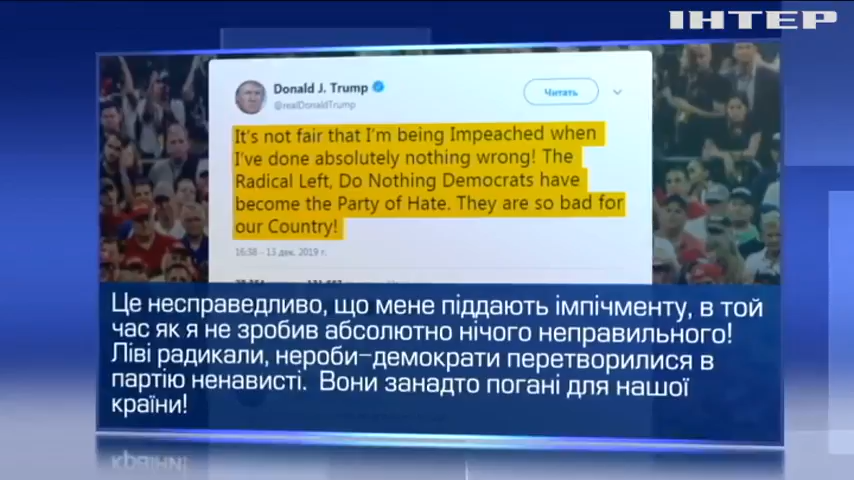 ІНТЕР
Donald J. Trump
@realDonaldTrump
Читать
It's not fair that I'm being Impeached when
I've done absolutely nothing wrong! The
Radical Left, Do Nothing Democrats have
become the Party of Hate. They are so bad for
our Country!
16:38 - 13 дек. 2019 г.
Це несправедливо, що мене піддають імпічменту, в той
час як я не зробив абсолютно нічого неправильного!
Ліві радикали, нероби-демократи перетворилися в
партію ненависті. Вони занадто погані для нашої
країни!